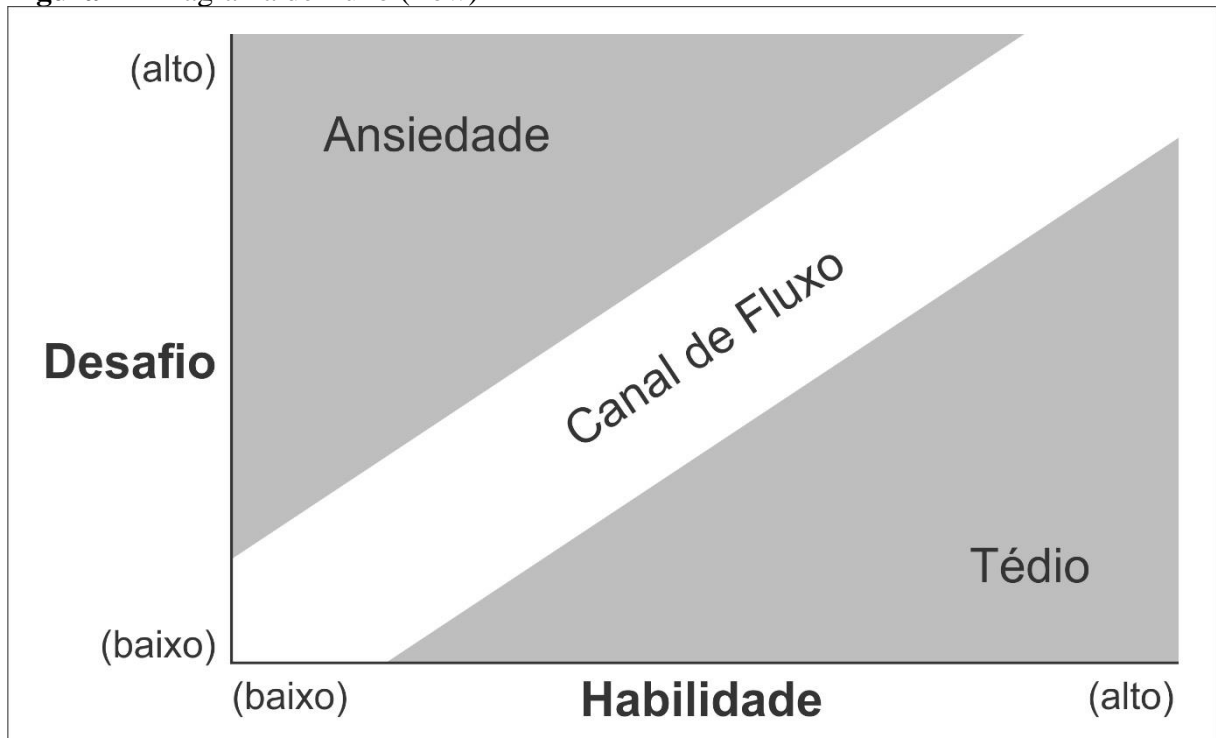 (alto)
Ansiedade
Canal de Fluxo
Desafio
Tédio
(baixo)
(baixo)
Habilidade
(alto)